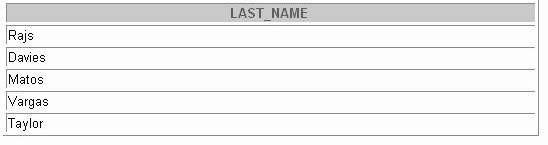 LAST_NAME
Rajs
Davies
Matos
Vargas
Taylor